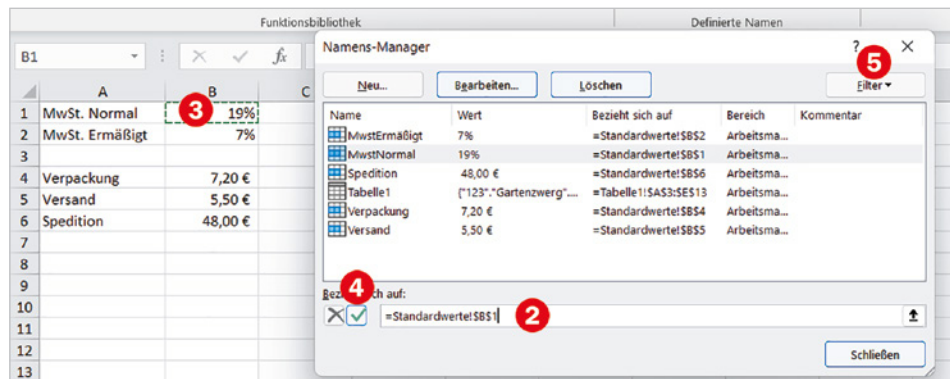 Funktionsbibliothek Definierte Namen
B1 fx
A B C
1 MwSt. Normal 3 19%
2 MwSt. Ermäßigt 7%
3
4 Verpackung 7,20 €
5 Versand 5,50 €
6 Spedition 48,00 €
7
8
9
10
11
12
13
Namens-Manager ? ×
5
Neu... Bearbeiten... Löschen Filter
Name Wert Bezieht sich auf Bereich Kommentar
MwstErmäßigt 7% =Standardwerte!$B$2 Arbeitsma...
MwstNormal 19% =Standardwerte!$B$1 Arbeitsma...
Spedition 48,00 € =Standardwerte!$B$6 Arbeitsma...
Tabelle1 {"123"."Gartenzwerg".... =Tabelle1!$A$3:$E$13 Arbeitsma...
Verpackung 7,20 € =Standardwerte!$B$4 Arbeitsma...
Versand 5,50 € =Standardwerte!$B$5 Arbeitsma...
4
ch auf:
=Standardwerte!$B$1 2
Schließen